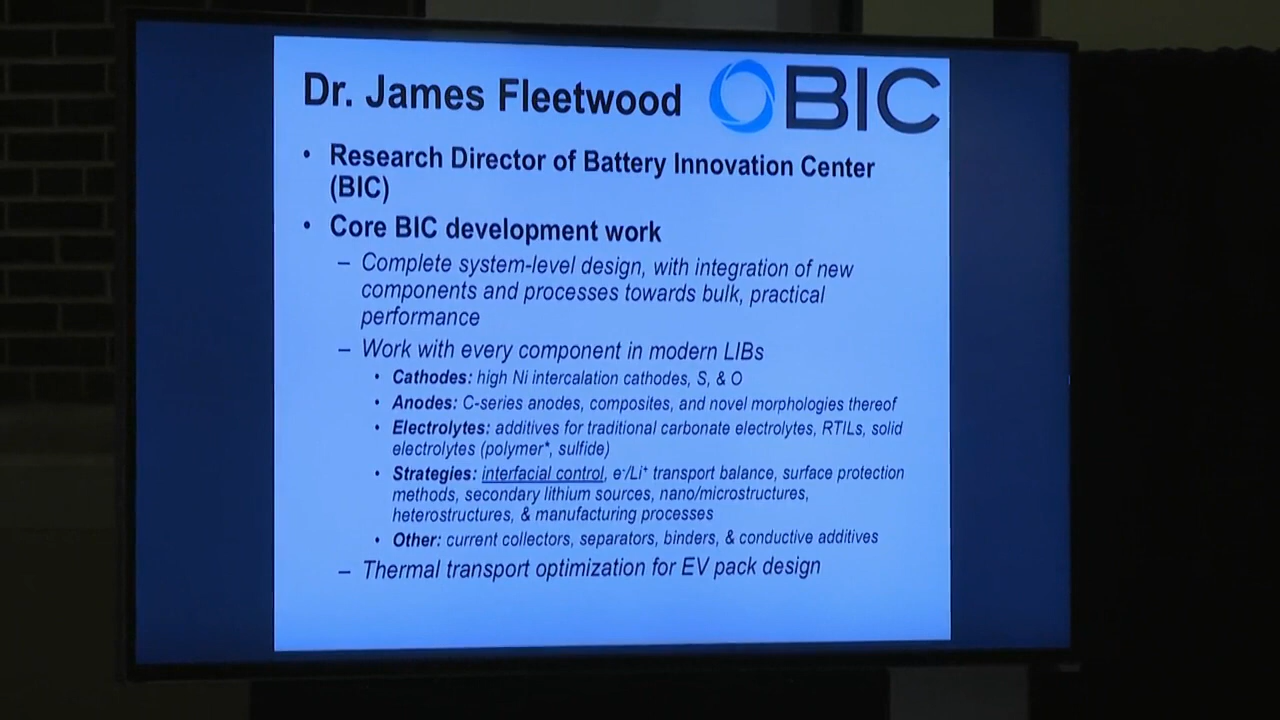 Dr. James Fleetwood
BIC
• Research Director of Battery Innovation Center
(BIC)
• Core BIC development work
– Complete system-level design, with integration of new
components and processes towards bulk, practical
performance
– Work with every component in modern LIBs
• Cathodes: high Ni intercalation cathodes, S, & O
• Anodes: C-series anodes, composites, and novel morphologies thereof
• Electrolytes: additives for traditional carbonate electrolytes, RTILs, solid
electrolytes (polymer*, sulfide)
• Strategies: interfacial control, e⁻/Li⁺ transport balance, surface protection
methods, secondary lithium sources, nano/microstructures,
heterostructures, & manufacturing processes
• Other: current collectors, separators, binders, & conductive additives
– Thermal transport optimization for EV pack design